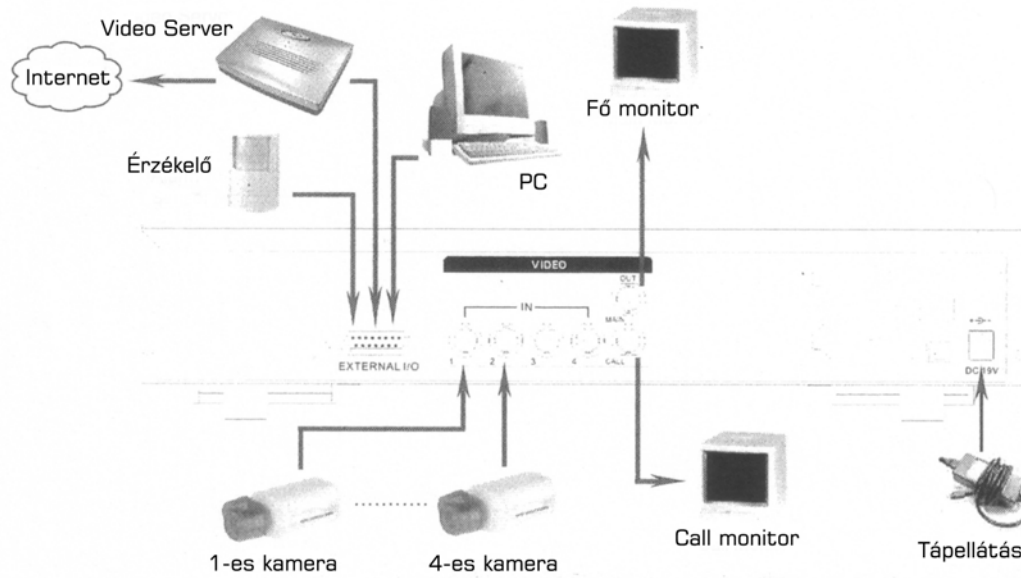 Video Server
Internet
Fő monitor
Érzékelő
PC
VIDEO
OUT
IN
MAIN
1 2 3 4 CALL
EXTERNAL I/O
DC 19V
1-es kamera
4-es kamera
Call monitor
Tápellátás